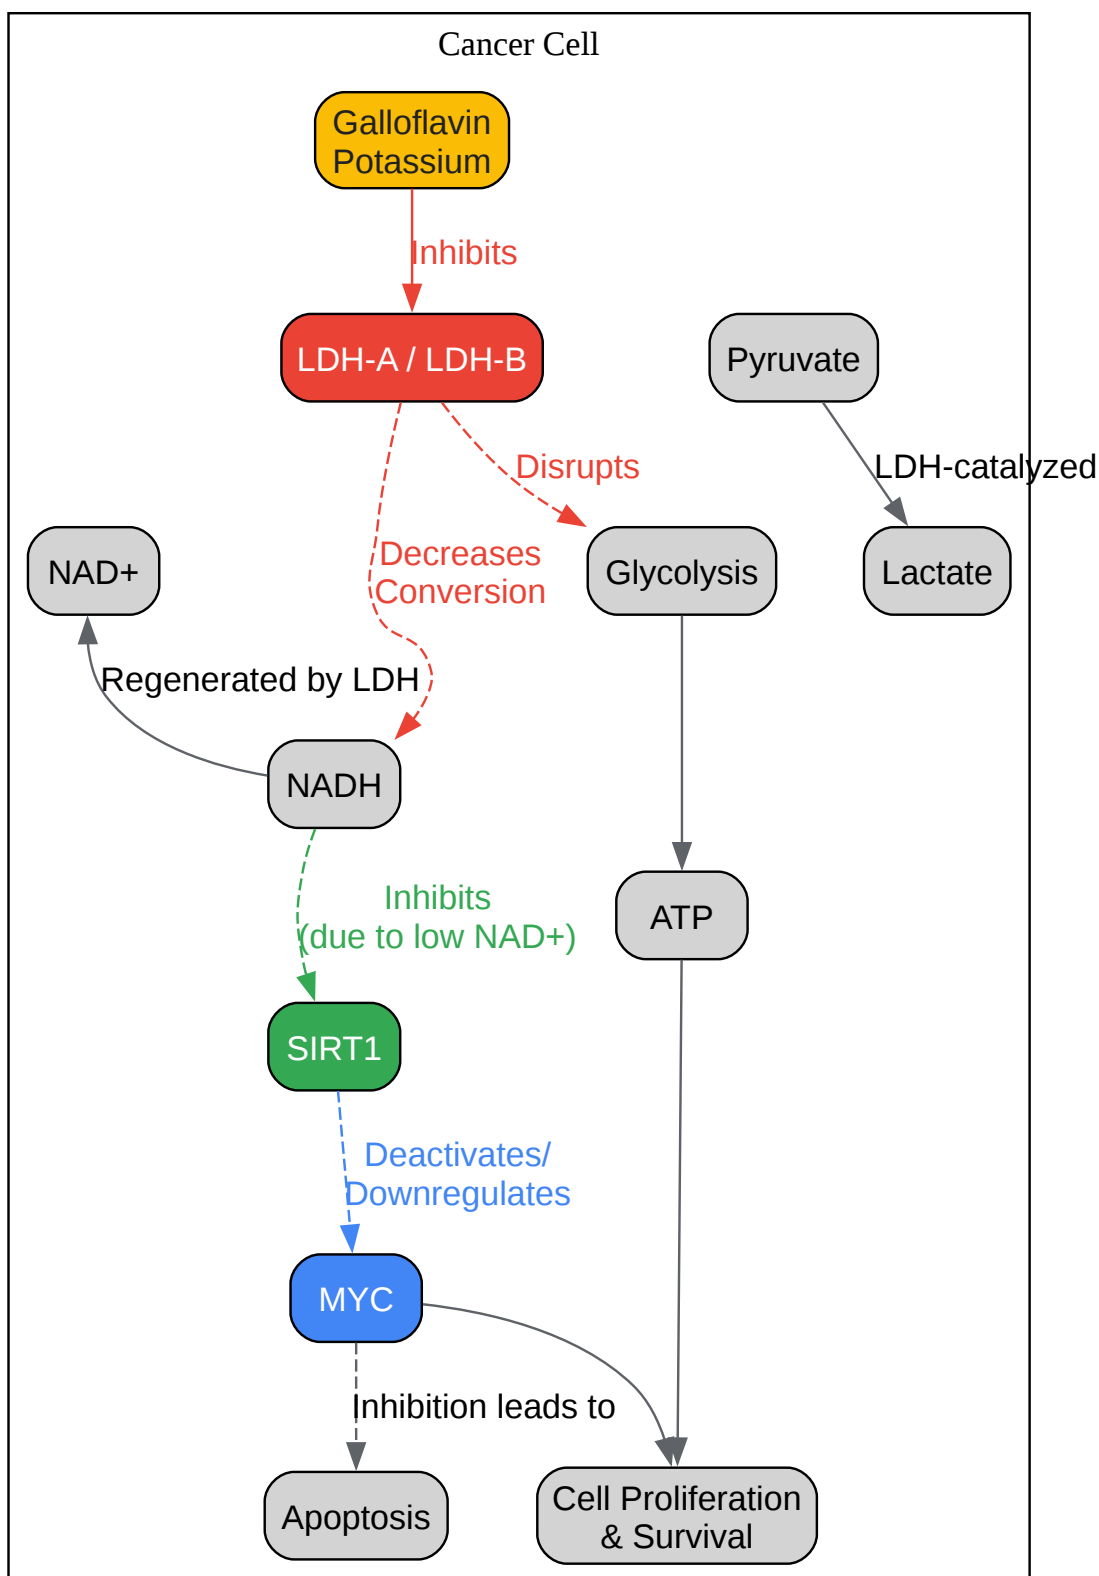 Cancer Cell
Galloflavin
Potassium
Inhibits
LDH-A / LDH-B
Pyruvate
Disrupts
LDH-catalyzed
Decreases
Conversion
NAD+
Glycolysis
Lactate
Regenerated by LDH
NADH
Inhibits
(due to low NAD+)
ATP
SIRT1
Deactivates/
Downregulates
MYC
Inhibition leads to
Apoptosis
Cell Proliferation
& Survival